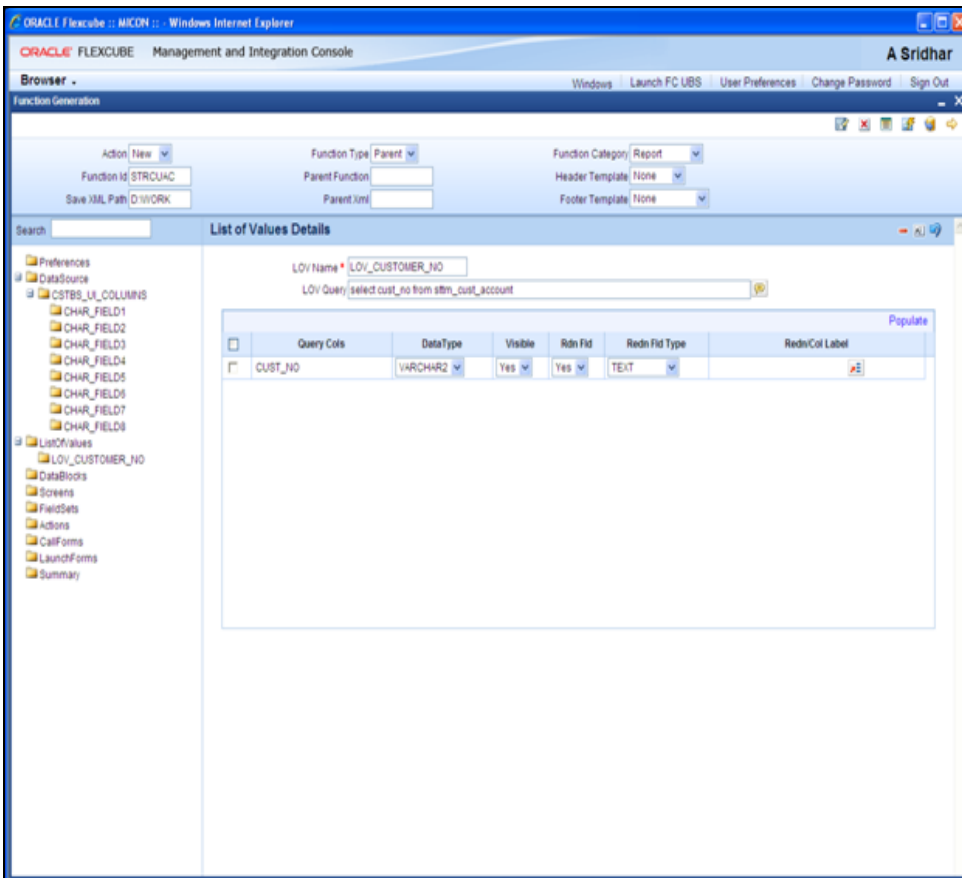 ORACLE Flexcube :: MICON :: - Windows Internet Explorer
ORACLE FLEXCUBE Management and Integration Console A Sridhar
Browser Windows Launch FC UBS User Preferences Change Password Sign Out
Function Generation
Action New Function Type Parent Function Category Report
Function Id STRCUAC Parent Function Header Template None
Save XML Path D:\WORK Parent Xml Footer Template None
Search List of Values Details
Preferences
DataSource
CSTBS_UI_COLUMNS
CHAR_FIELD1
CHAR_FIELD2
CHAR_FIELD3
CHAR_FIELD4
CHAR_FIELD5
CHAR_FIELD6
CHAR_FIELD7
CHAR_FIELD8
ListOfValues
LOV_CUSTOMER_NO
DataBlocks
Screens
FieldSets
Actions
CallForms
LaunchForms
Summary
LOV Name * LOV_CUSTOMER_NO
LOV Query select cust_no from sttm_cust_account
Populate
Query Cols DataType Visible Rdn Fld Redn Fld Type Redn/Col Label
CUST_NO VARCHAR2 Yes Yes TEXT